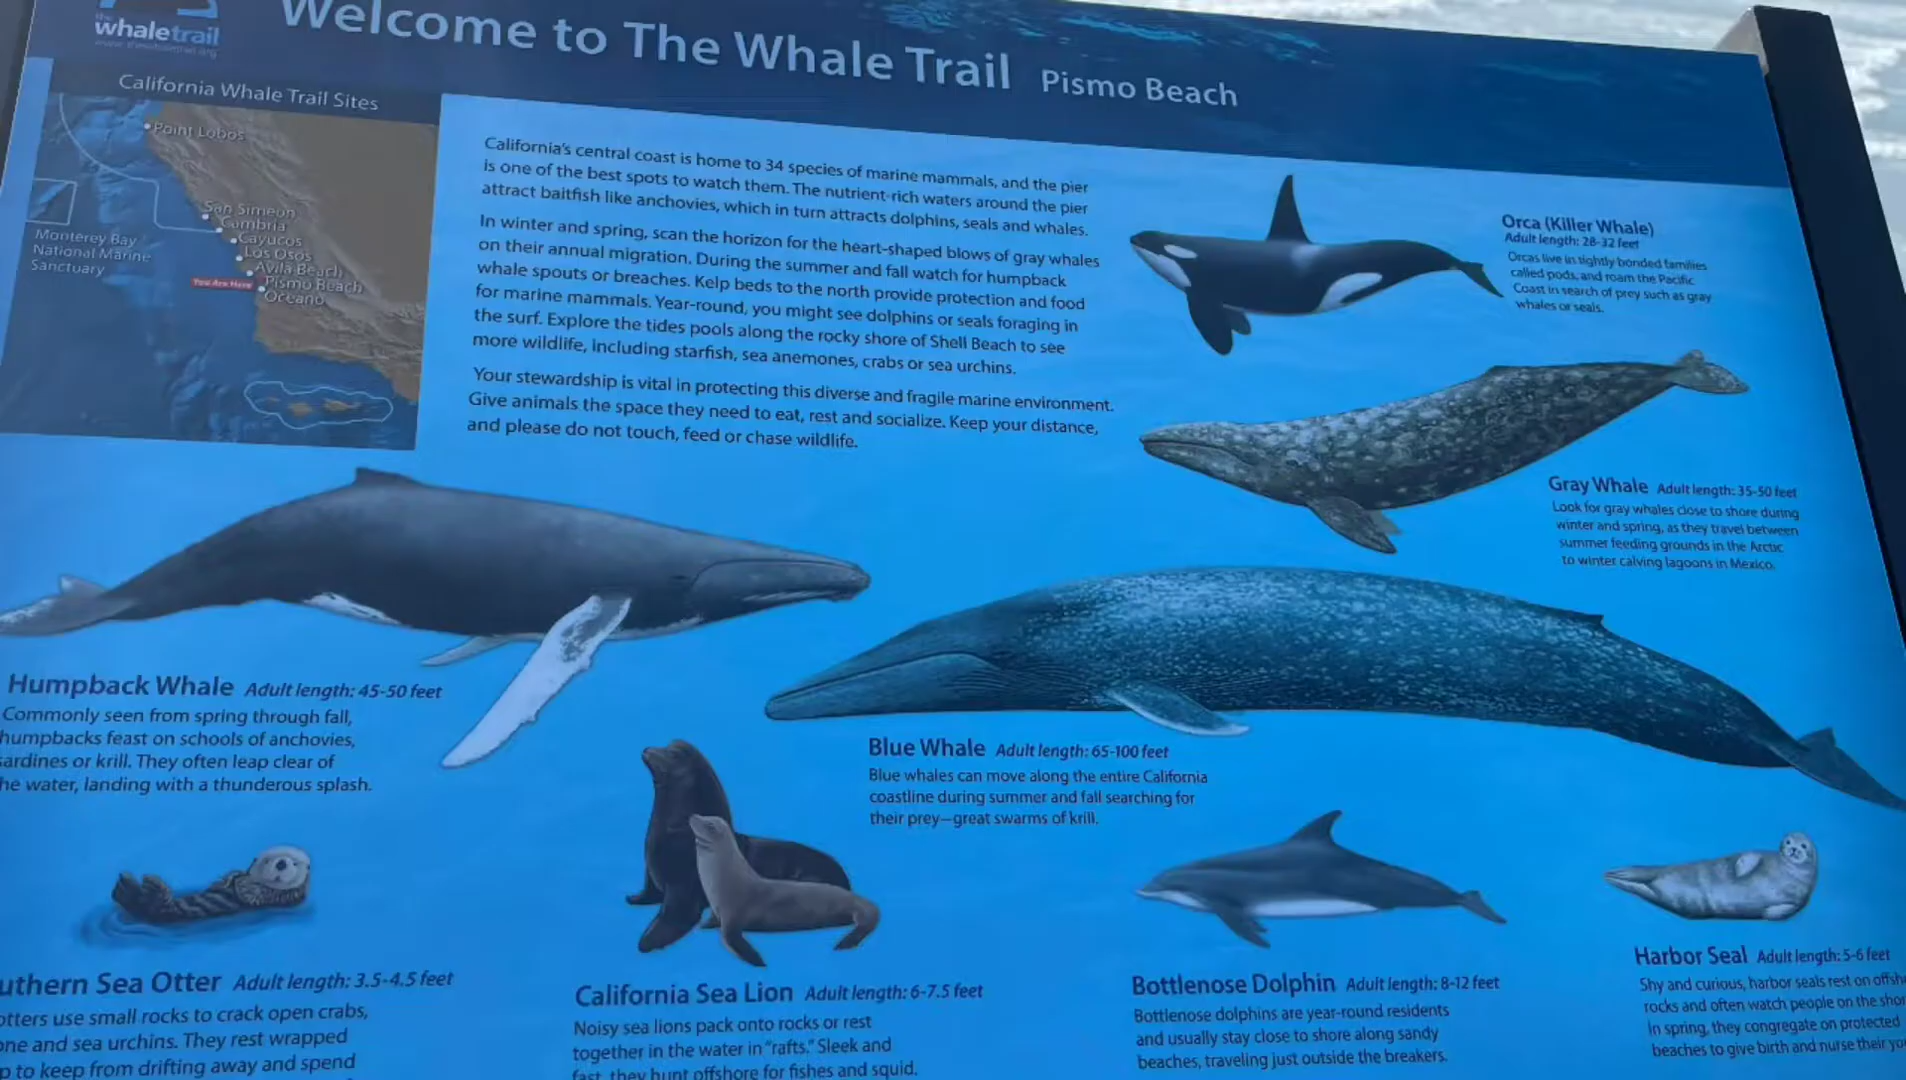 the
whale trail
www.thewhaletrail.org
Welcome to The Whale Trail Pismo Beach
California Whale Trail Sites
Point Lobos
San Simeon
Cambria
Cayucos
Los Osos
Avila Beach
You Are Here
Pismo Beach
Oceano
Monterey Bay
National Marine
Sanctuary
California's central coast is home to 34 species of marine mammals, and the pier
is one of the best spots to watch them. The nutrient-rich waters around the pier
attract baitfish like anchovies, which in turn attracts dolphins, seals and whales.
In winter and spring, scan the horizon for the heart-shaped blows of gray whales
on their annual migration. During the summer and fall watch for humpback
whale spouts or breaches. Kelp beds to the north provide protection and food
for marine mammals. Year-round, you might see dolphins or seals foraging in
the surf. Explore the tides pools along the rocky shore of Shell Beach to see
more wildlife, including starfish, sea anemones, crabs or sea urchins.
Your stewardship is vital in protecting this diverse and fragile marine environment.
Give animals the space they need to eat, rest and socialize. Keep your distance,
and please do not touch, feed or chase wildlife.
Orca (Killer Whale)
Adult length: 28-32 feet
Orcas live in tightly bonded families
called pods, and roam the Pacific
Coast in search of prey such as gray
whales or seals.
Gray Whale Adult length: 35-50 feet
Look for gray whales close to shore during
winter and spring, as they travel between
summer feeding grounds in the Arctic
to winter calving lagoons in Mexico.
Humpback Whale Adult length: 45-50 feet
Commonly seen from spring through fall,
humpbacks feast on schools of anchovies,
sardines or krill. They often leap clear of
he water, landing with a thunderous splash.
Blue Whale Adult length: 65-100 feet
Blue whales can move along the entire California
coastline during summer and fall searching for
their prey—great swarms of krill.
uthern Sea Otter Adult length: 3.5-4.5 feet
otters use small rocks to crack open crabs,
one and sea urchins. They rest wrapped
p to keep from drifting away and spend
California Sea Lion Adult length: 6-7.5 feet
Noisy sea lions pack onto rocks or rest
together in the water in "rafts." Sleek and
fast, they hunt offshore for fishes and squid.
Bottlenose Dolphin Adult length: 8-12 feet
Bottlenose dolphins are year-round residents
and usually stay close to shore along sandy
beaches, traveling just outside the breakers.
Harbor Seal Adult length: 5-6 feet
Shy and curious, harbor seals rest on offsh
rocks and often watch people on the shor
In spring, they congregate on protected
beaches to give birth and nurse their yo